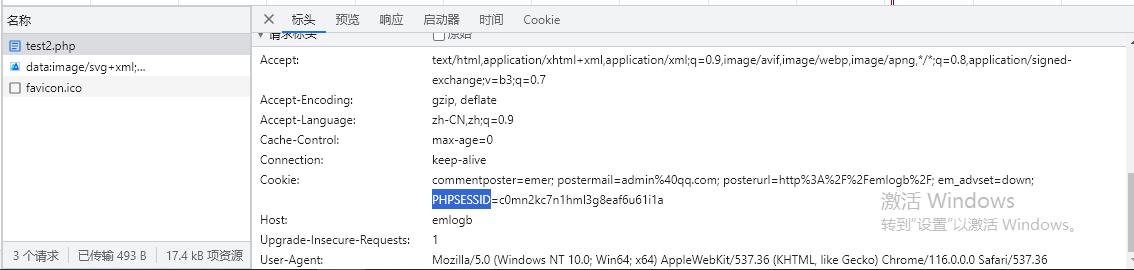 名称
标头 预览 响应 启动器 时间 Cookie
test2.php
data:image/svg+xml;...
favicon.ico
请求标头 原始
Accept: text/html,application/xhtml+xml,application/xml;q=0.9,image/avif,image/webp,image/apng,*/*;q=0.8,application/signed-
exchange;v=b3;q=0.7
Accept-Encoding: gzip, deflate
Accept-Language: zh-CN,zh;q=0.9
Cache-Control: max-age=0
Connection: keep-alive
Cookie: commentposter=emer; postermail=admin%40qq.com; posterurl=http%3A%2F%2Femlogb%2F; em_advset=down;
PHPSESSID=c0mn2kc7n1hml3g8eaf6u61i1a
Host: emlogb
Upgrade-Insecure-Requests: 1
User-Agent: Mozilla/5.0 (Windows NT 10.0; Win64; x64) AppleWebKit/537.36 (KHTML, like Gecko) Chrome/116.0.0.0 Safari/537.36
激活 Windows
转到“设置”以激活 Windows。
3 个请求 已传输 493 B 17.4 kB 项资源